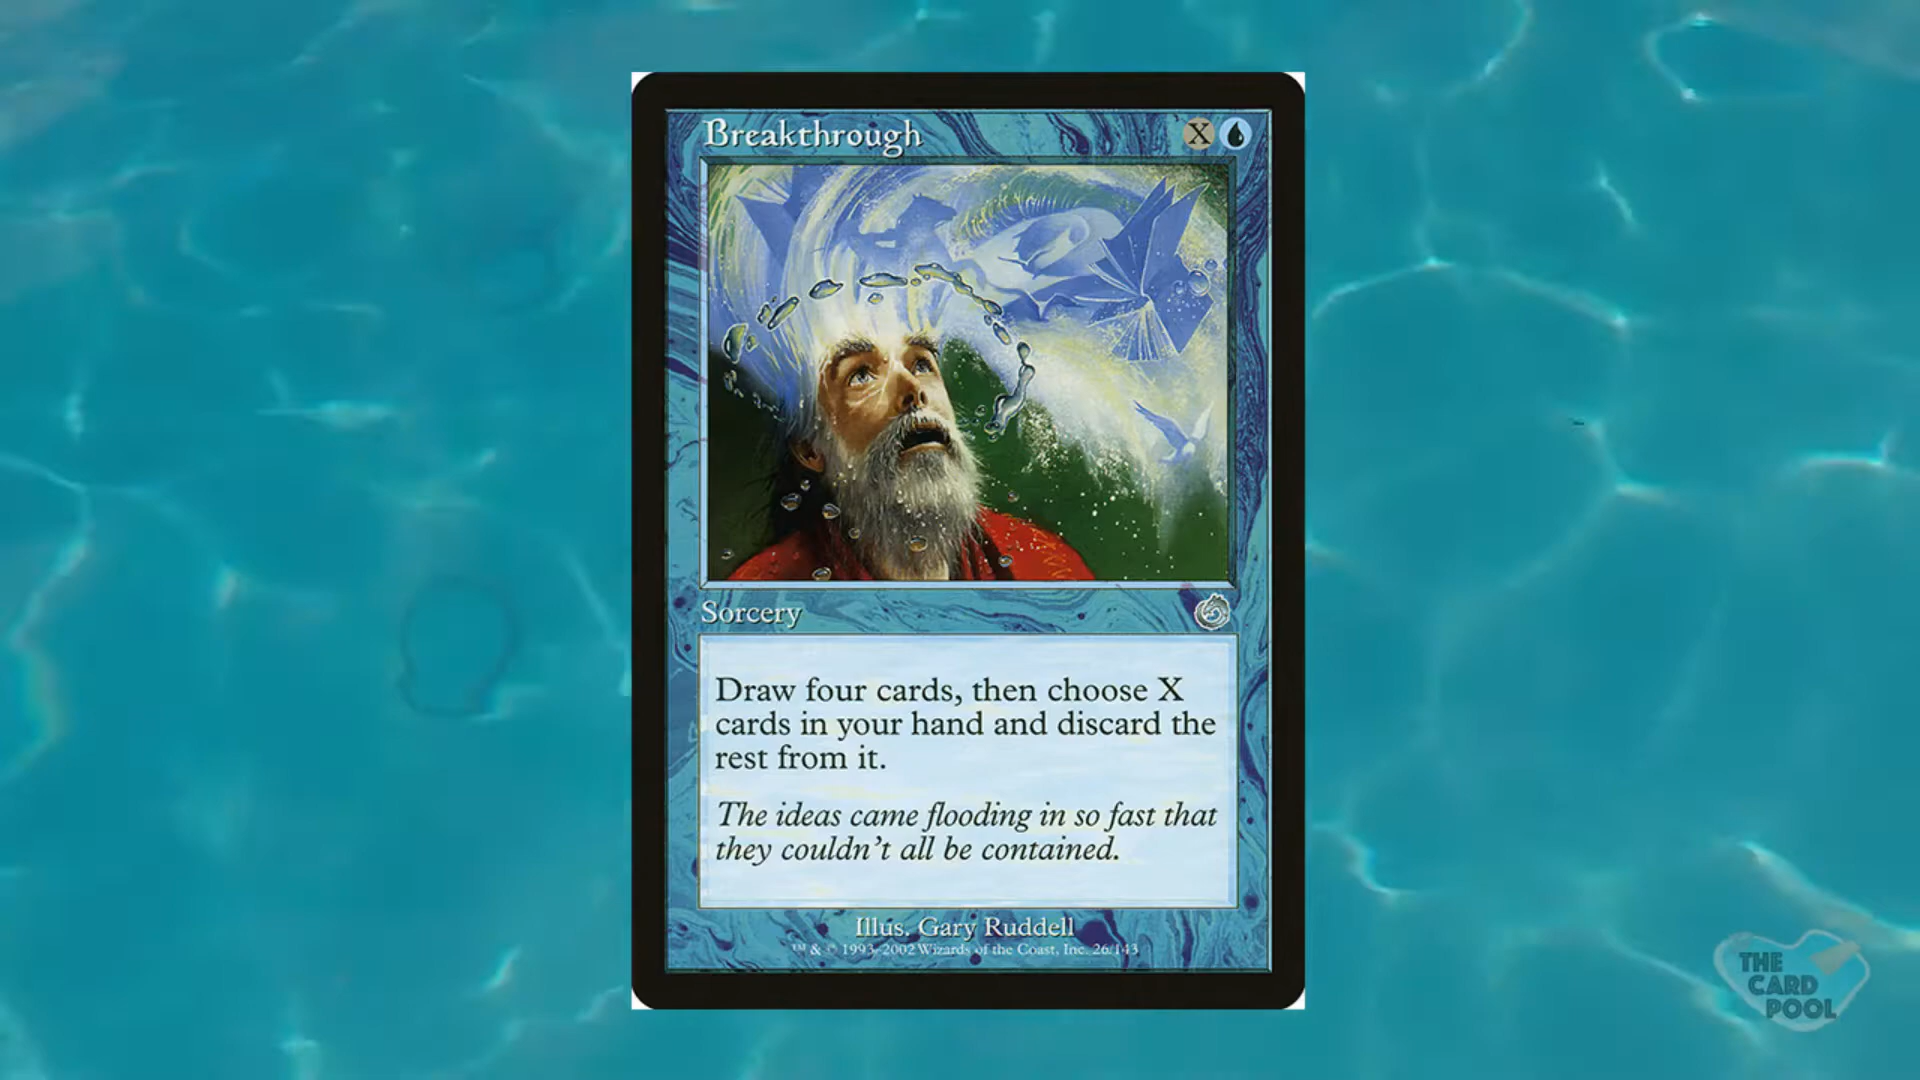 Breakthrough X
Sorcery
Draw four cards, then choose X
cards in your hand and discard the
rest from it.
The ideas came flooding in so fast that
they couldn't all be contained.
Illus. Gary Ruddell
™ & © 1993-2002 Wizards of the Coast, Inc. 26/143
THE
CARD
POOL